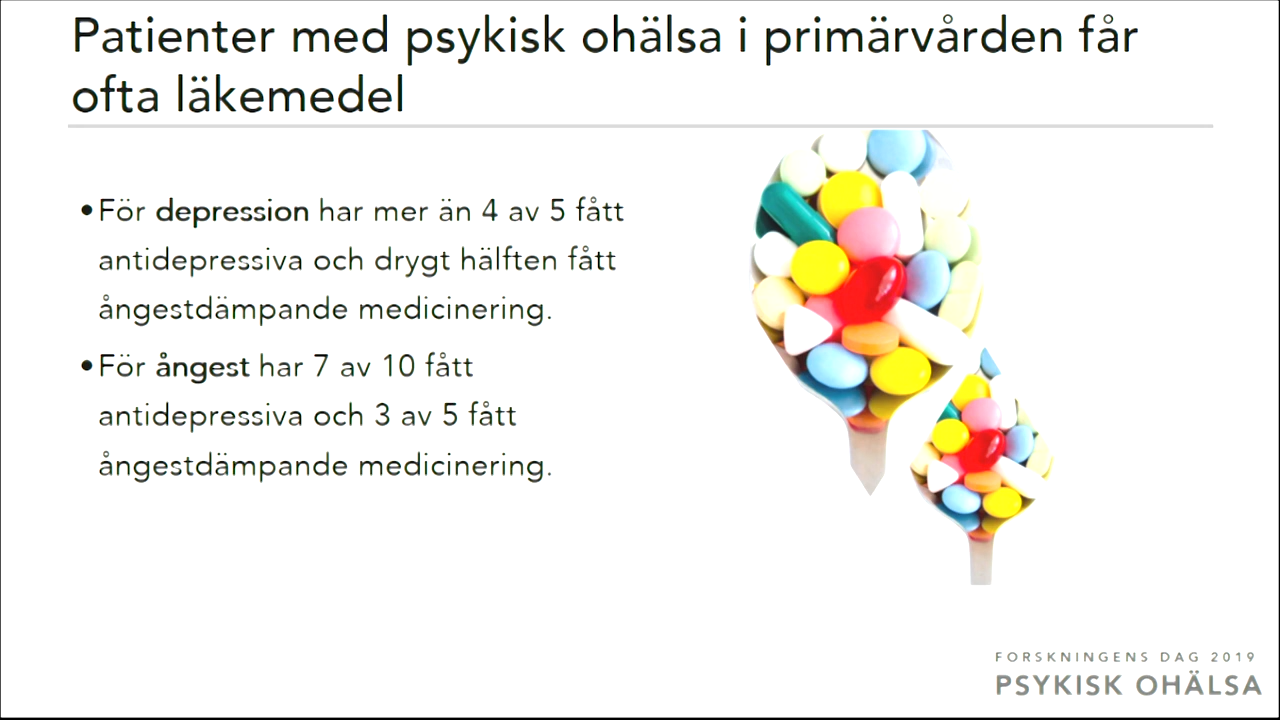 Patienter med psykisk ohälsa i primärvården får
ofta läkemedel
•För depression har mer än 4 av 5 fått
antidepressiva och drygt hälften fått
ångestdämpande medicinering.
•För ångest har 7 av 10 fått
antidepressiva och 3 av 5 fått
ångestdämpande medicinering.
FORSKNINGENS DAG 2019
PSYKISK OHÄLSA